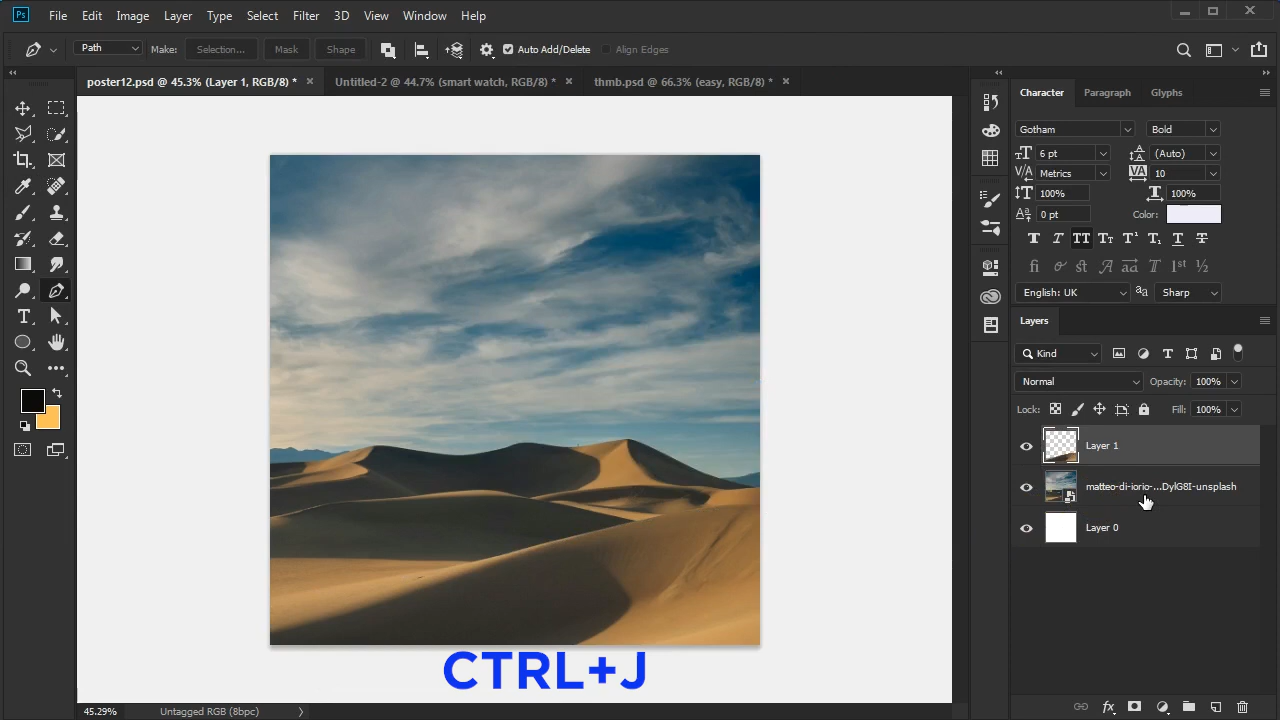 Ps File Edit Image Layer Type Select Filter 3D View Window Help
Path Make: Selection... Mask Shape Auto Add/Delete Align Edges
poster12.psd @ 45.3% (Layer 1, RGB/8) * Untitled-2 @ 44.7% (smart watch, RGB/8) * thmb.psd @ 66.3% (easy, RGB/8) *
Character Paragraph Glyphs
Gotham Bold
6 pt (Auto)
Metrics 10
100% 100%
0 pt Color:
English: UK aa Sharp
Layers
Kind
Normal Opacity: 100%
Lock: Fill: 100%
Layer 1
matteo-di-iorio-...DylG8I-unsplash
Layer 0
CTRL+J
45.29% Untagged RGB (8bpc)